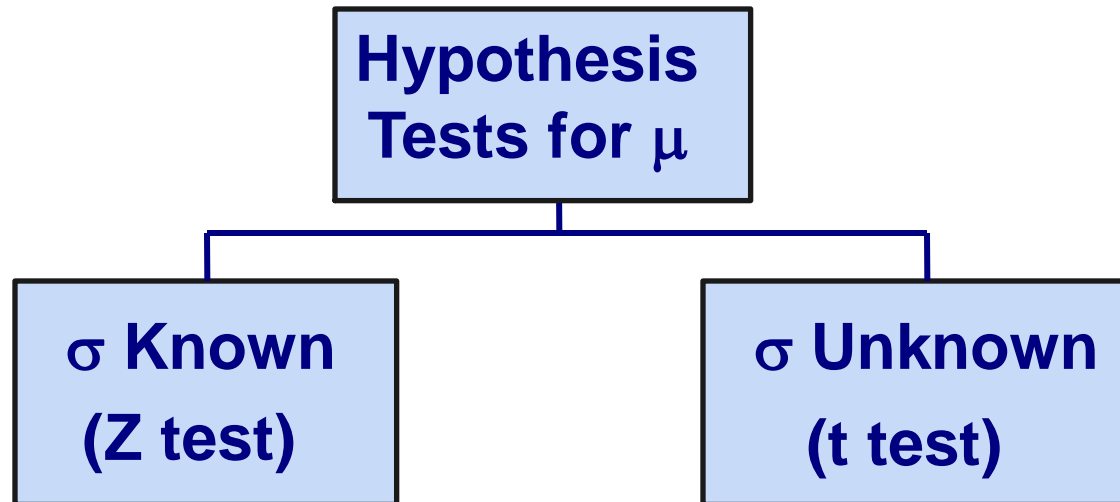 Hypothesis
Tests for μ
σ Known
(Z test)
σ Unknown
(t test)